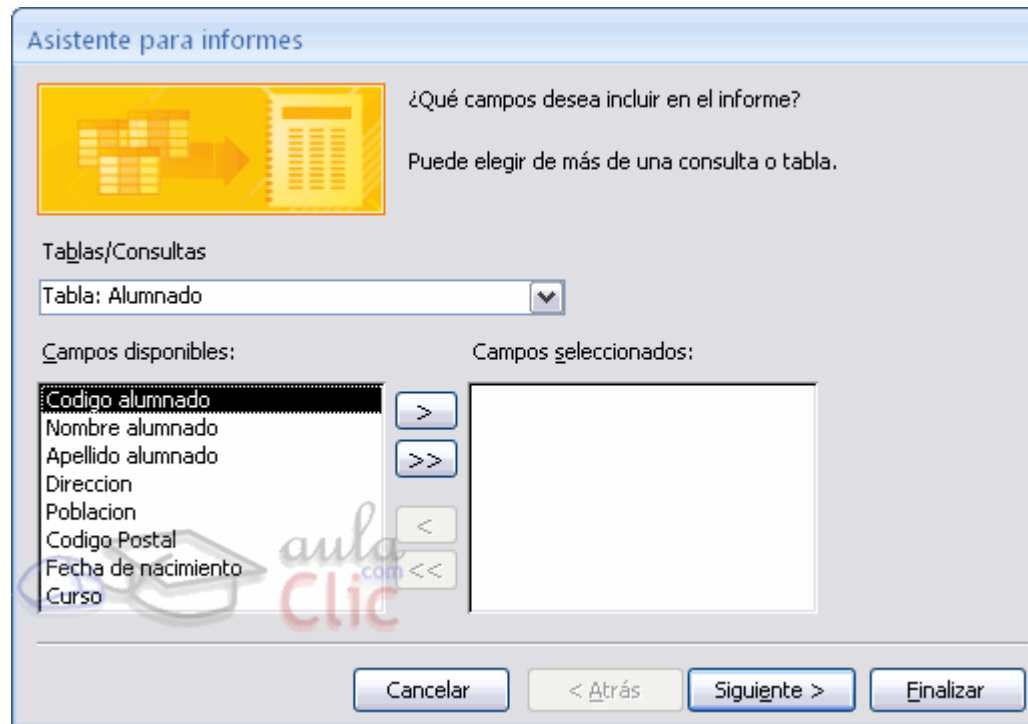 Asistente para informes
¿Qué campos desea incluir en el informe?
Puede elegir de más de una consulta o tabla.
Tablas/Consultas
Tabla: Alumnado
Campos disponibles:
Campos seleccionados:
Codigo alumnado
Nombre alumnado
Apellido alumnado
Direccion
Poblacion
Codigo Postal
Fecha de nacimiento
Curso
>
>>
<
<<
aula
Clic
com
Cancelar
< Atrás
Siguiente >
Finalizar